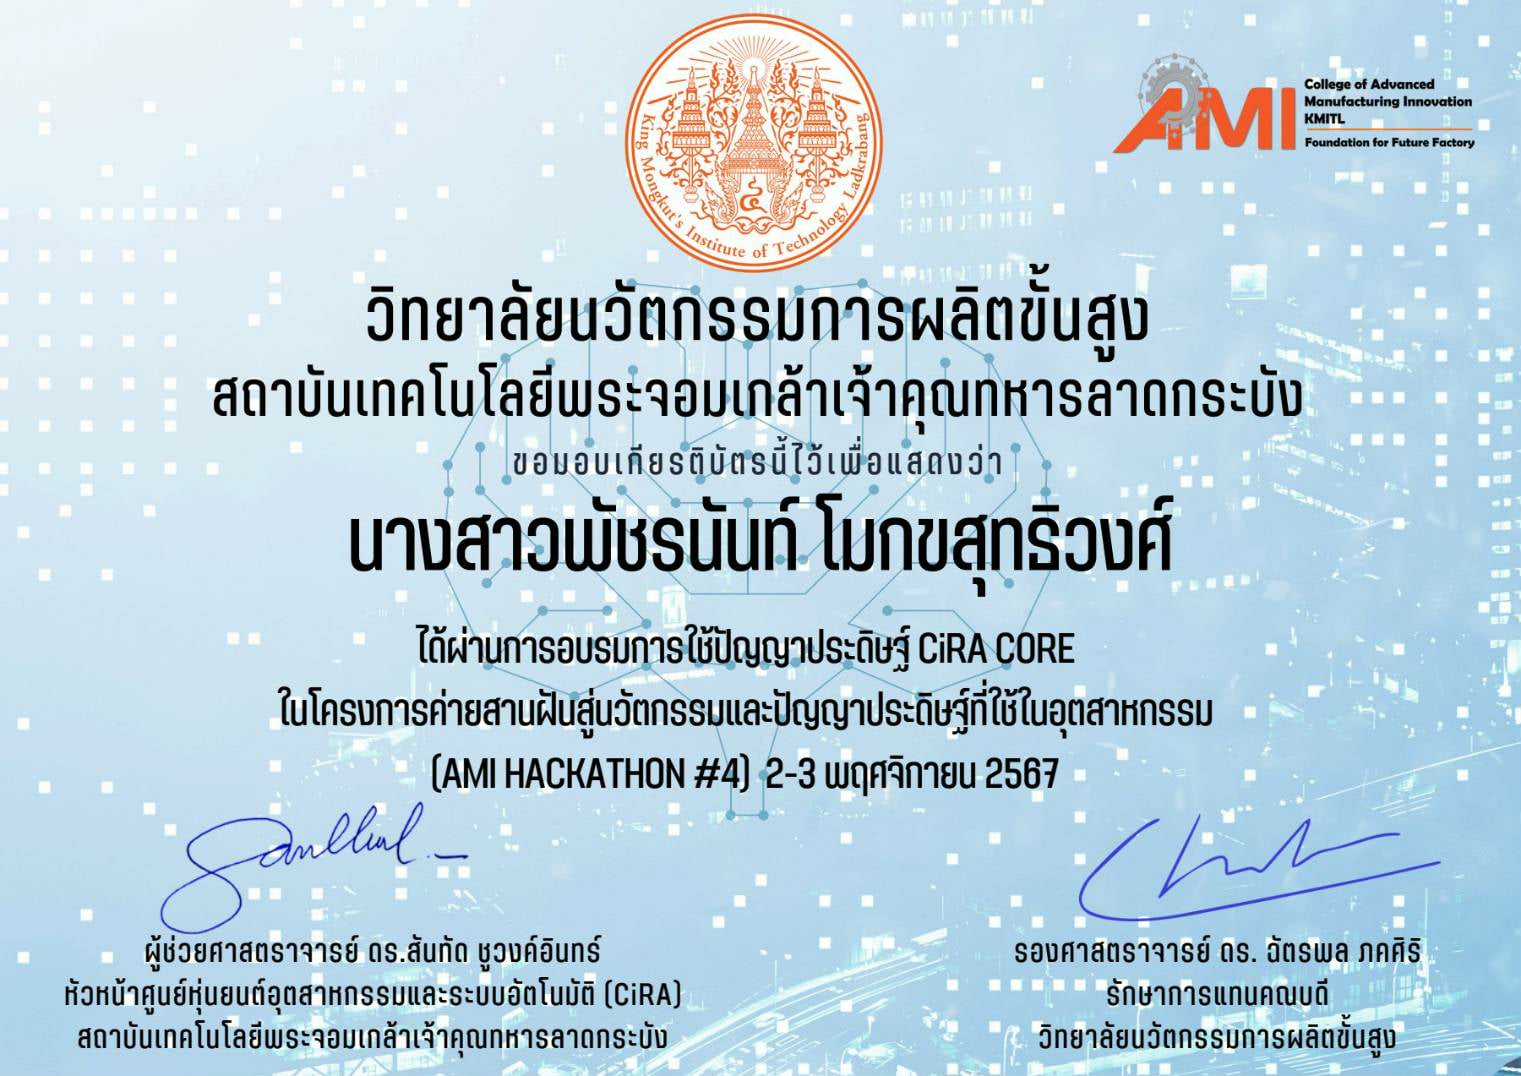 King Mongkut's Institute of Technology Ladkrabang
AMI
College of Advanced
Manufacturing Innovation
KMITL
Foundation for Future Factory
วิทยาลัยนวัตกรรมการผลิตขั้นสูง
สถาบันเทคโนโลยีพระจอมเกล้าเจ้าคุณทหารลาดกระบัง
ขอมอบเกียรติบัตรนี้ไว้เพื่อแสดงว่า
นางสาวพัชรนันท์ โมกขสุทธิวงศ์
ได้ผ่านการอบรมการใช้ปัญญาประดิษฐ์ CiRA CORE
ในโครงการค่ายสานฝันสู่นวัตกรรมและปัญญาประดิษฐ์ที่ใช้ในอุตสาหกรรม
(AMI HACKATHON #4) 2-3 พฤศจิกายน 2567
ผู้ช่วยศาสตราจารย์ ดร.สันทัด ชูวงค์อินทร์
หัวหน้าศูนย์หุ่นยนต์อุตสาหกรรมและระบบอัตโนมัติ (CiRA)
สถาบันเทคโนโลยีพระจอมเกล้าเจ้าคุณทหารลาดกระบัง
รองศาสตราจารย์ ดร. ฉัตรพล ภคศิริ
รักษาการแทนคณบดี
วิทยาลัยนวัตกรรมการผลิตขั้นสูง